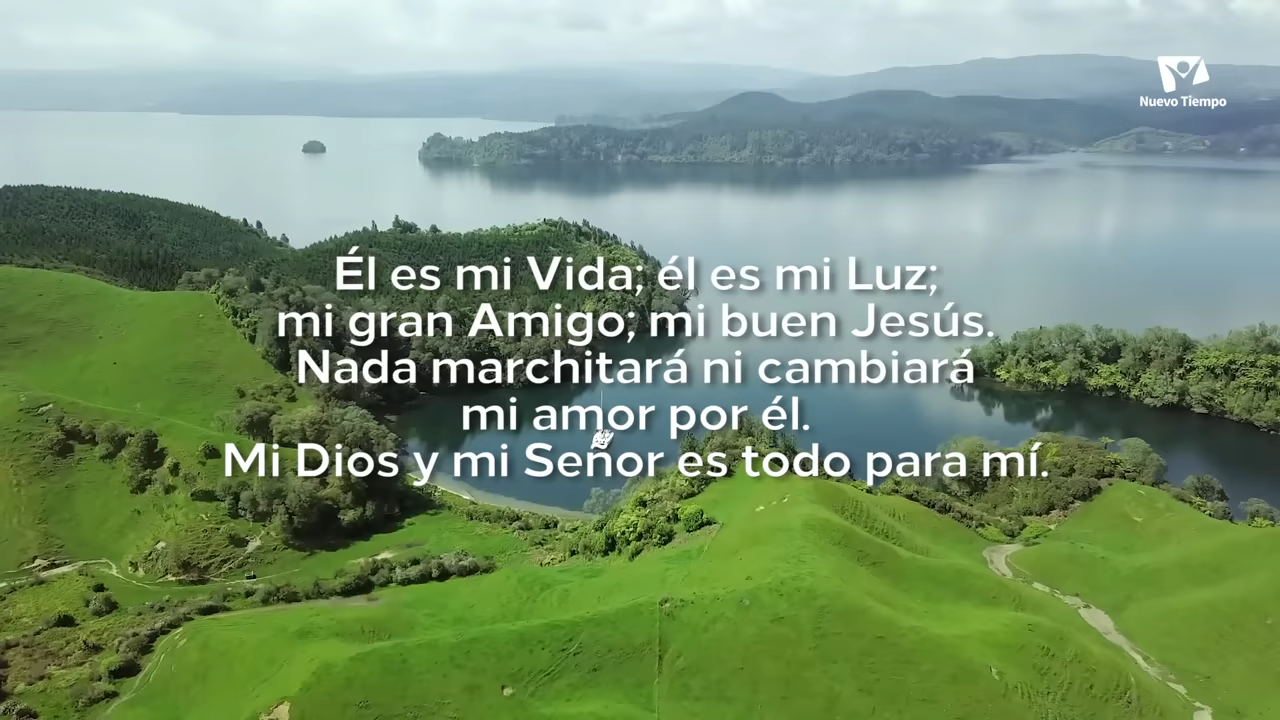 Nuevo Tiempo
Él es mi Vida; él es mi Luz;
mi gran Amigo; mi buen Jesús.
Nada marchitará ni cambiará
mi amor por él.
Mi Dios y mi Señor es todo para mí.